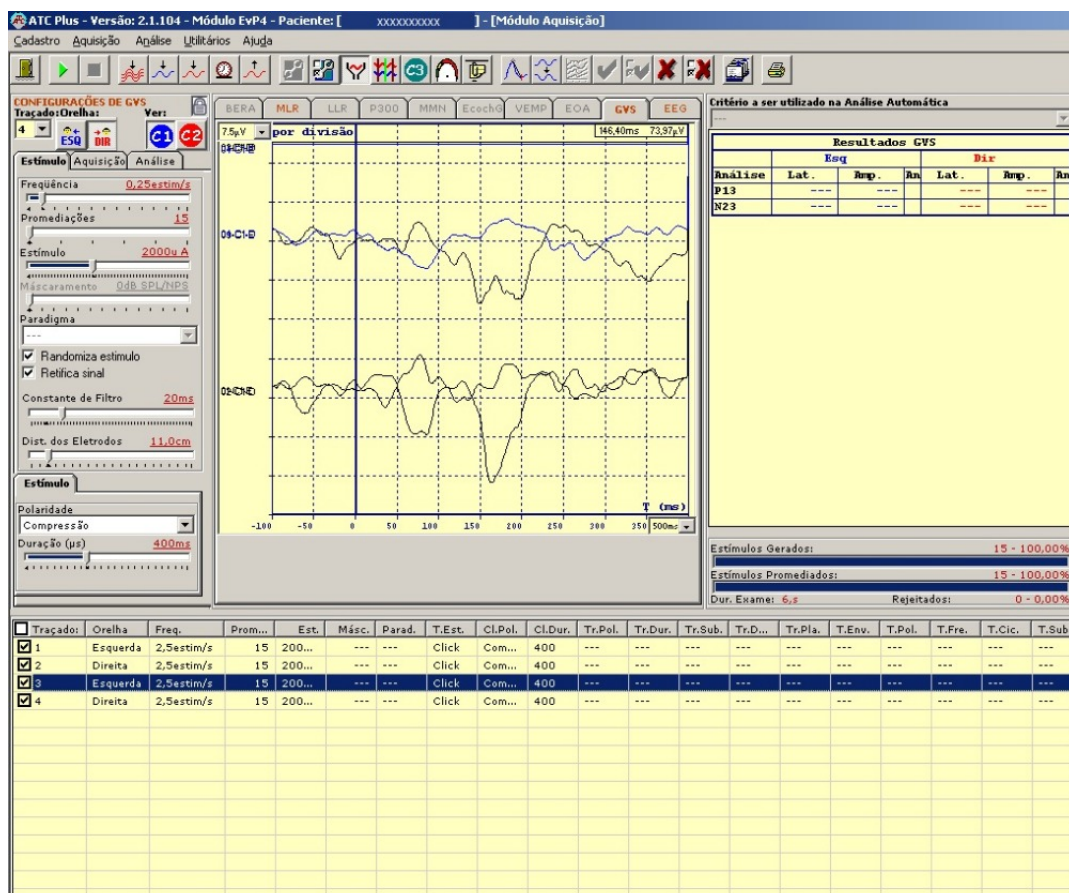 ATC Plus - Versão: 2.1.104 - Módulo EvP4 - Paciente: [ xxxxxxxxxx ] - [Módulo Aquisição]
Cadastro Aquisição Análise Utilitários Ajuda
C3
CONFIGURAÇÕES DE GVS
Traçado: Orelha: Ver:
4 ESQ DIR C1 C2
Estímulo Aquisição Análise
Freqüência 0,25estim/s
Promediações 15
Estímulo 2000u A
Máscaramento 0dB SPL/NPS
Paradigma
---
Randomiza estimulo
Retifica sinal
Constante de Filtro 20ms
Dist. dos Eletrodos 11,0cm
Estímulo
Polaridade
Compressão
Duração (µs) 400ms
BERA MLR LLR P300 MMN EcochG VEMP EOA GVS EEG
7.5µV por divisão 146,40ms 73,97µV
T (ms)
-100 -50 0 50 100 150 200 250 300 350 500ms
Critério a ser utilizado na Análise Automática
---
Resultados GVS
Esq Dir
Análise Lat. Amp. An Lat. Amp. An
P13 --- --- --- ---
N23 --- --- --- ---
Estímulos Gerados: 15 - 100,00%
Estímulos Promediados: 15 - 100,00%
Dur. Exame: 6,s Rejeitados: 0 - 0,00%
Traçado: Orelha Freq. Prom... Est. Másc. Parad. T.Est. Cl.Pol. Cl.Dur. Tr.Pol. Tr.Dur. Tr.Sub. Tr.D... Tr.Pla. T.Env. T.Pol. T.Fre. T.Cic. T.Sub
1 Esquerda 2,5estim/s 15 200... --- --- Click Com... 400 --- --- --- --- --- --- --- --- --- ---
2 Direita 2,5estim/s 15 200... --- --- Click Com... 400 --- --- --- --- --- --- --- --- --- ---
3 Esquerda 2,5estim/s 15 200... --- --- Click Com... 400 --- --- --- --- --- --- --- --- --- ---
4 Direita 2,5estim/s 15 200... --- --- Click Com... 400 --- --- --- --- --- --- --- --- --- ---